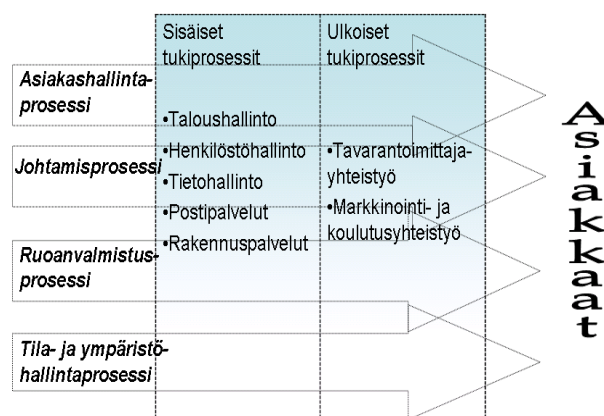 Sisäiset
tukiprosessit
Ulkoiset
tukiprosessit
Asiakashallinta-
prosessi
•Taloushallinto
•Henkilöstöhallinto
•Tietohallinto
•Postipalvelut
•Rakennuspalvelut
•Tavarantoimittaja-
yhteistyö
•Markkinointi- ja
koulutusyhteistyö
Johtamisprosessi
Ruoanvalmistus-
prosessi
Tila- ja ympäristö-
hallintaprosessi
Asiakkaat